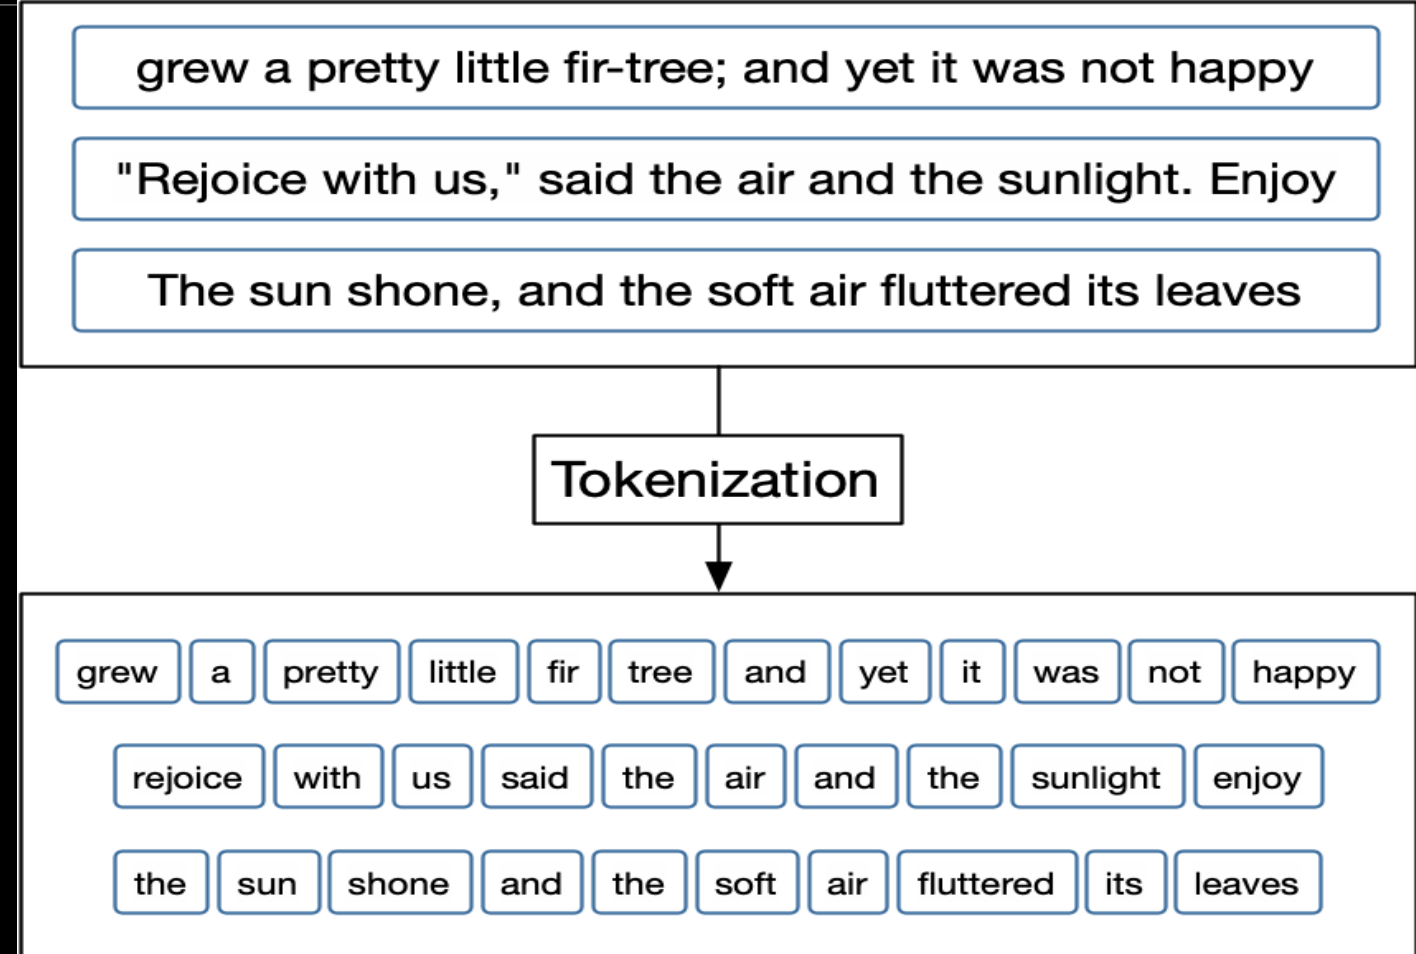 grew a pretty little fir-tree; and yet it was not happy
"Rejoice with us," said the air and the sunlight. Enjoy
The sun shone, and the soft air fluttered its leaves
Tokenization
grew a pretty little fir tree and yet it was not happy
rejoice with us said the air and the sunlight enjoy
the sun shone and the soft air fluttered its leaves